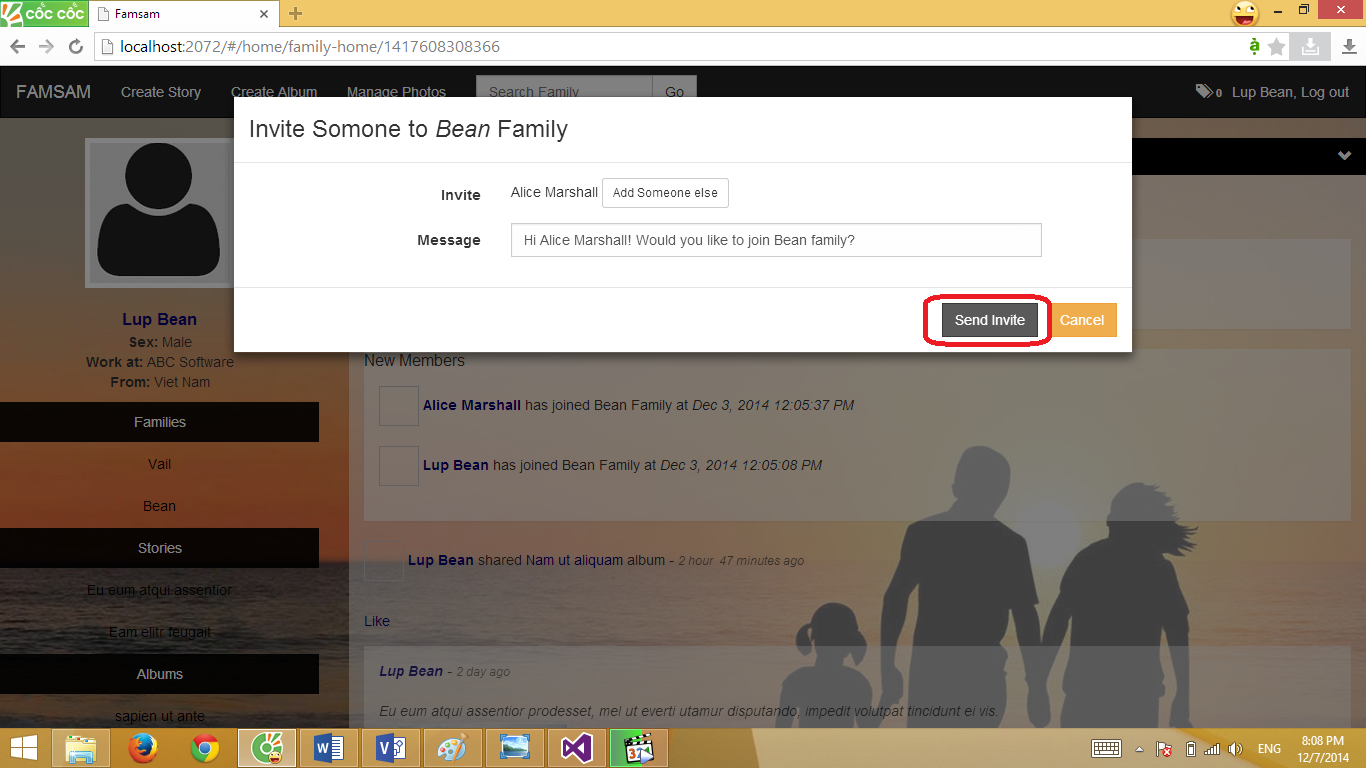 cốc cốc
Famsam
localhost:2072/#/home/family-home/1417608308366
FAMSAM Create Story Create Album Manage Photos Search Family Go 0 Lup Bean, Log out
Invite Somone to Bean Family
Invite Alice Marshall Add Someone else
Message Hi Alice Marshall! Would you like to join Bean family?
Send Invite Cancel
Lup Bean
Sex: Male
Work at: ABC Software
From: Viet Nam
Families
Vail
Bean
Stories
Eu eum atqui assentior
Eam elitr feugait
Albums
sapien ut ante
New Members
Alice Marshall has joined Bean Family at Dec 3, 2014 12:05:37 PM
Lup Bean has joined Bean Family at Dec 3, 2014 12:05:08 PM
Lup Bean shared Nam ut aliquam album - 2 hour 47 minutes ago
Like
Lup Bean - 2 day ago
Eu eum atqui assentior prodesset, mel ut everti utamur disputando, impedit volutpat tincidunt ei vis.
ENG
8:08 PM
12/7/2014